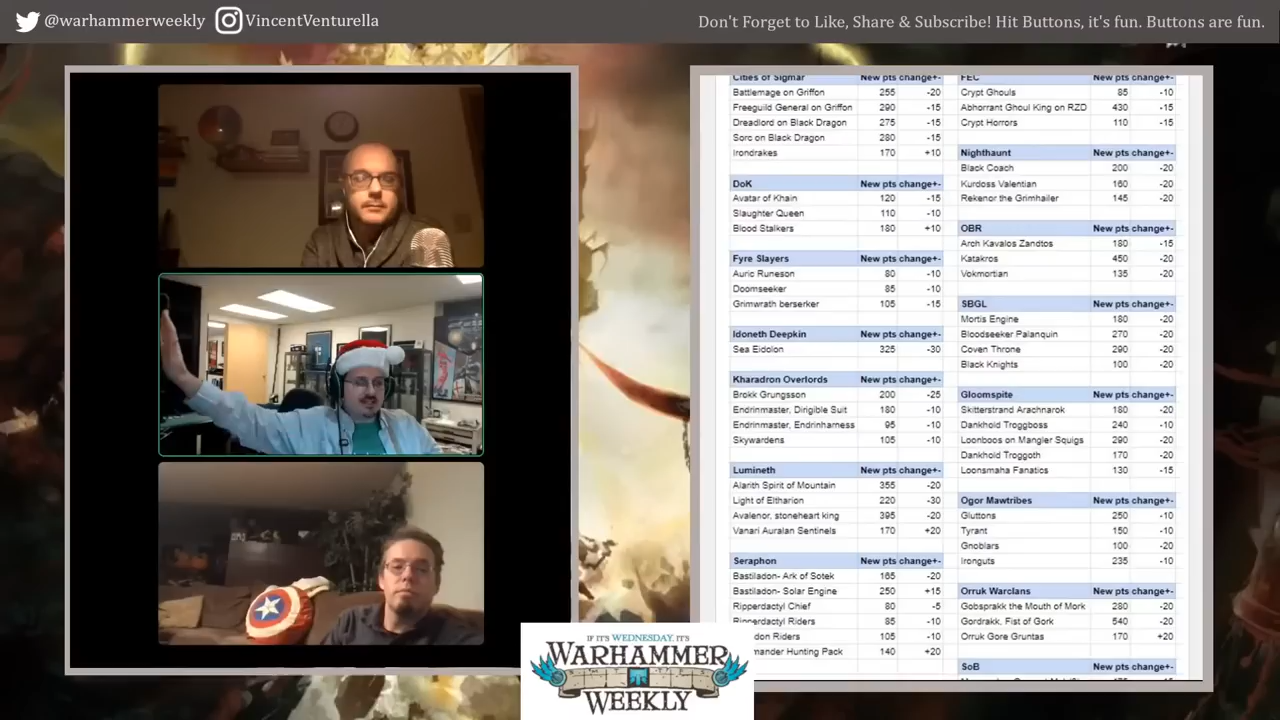 @warhammerweekly VincentVenturella
Don't Forget to Like, Share & Subscribe! Hit Buttons, it's fun. Buttons are fun.
Cities of Sigmar New pts change+-
Battlemage on Griffon 255 -20
Freeguild General on Griffon 290 -15
Dreadlord on Black Dragon 275 -15
Sorc on Black Dragon 280 -15
Irondrakes 170 +10
DoK New pts change+-
Avatar of Khain 120 -15
Slaughter Queen 110 -10
Blood Stalkers 180 +10
Fyre Slayers New pts change+-
Auric Runeson 80 -10
Doomseeker 85 -10
Grimwrath berserker 105 -15
Idoneth Deepkin New pts change+-
Sea Eidolon 325 -30
Kharadron Overlords New pts change+-
Brokk Grungsson 200 -25
Endrinmaster, Dirigible Suit 180 -10
Endrinmaster, Endrinharness 95 -10
Skywardens 105 -10
Lumineth New pts change+-
Alarith Spirit of Mountain 355 -20
Light of Eltharion 220 -30
Avalenor, stoneheart king 395 -20
Vanari Auralan Sentinels 170 +20
Seraphon New pts change+-
Bastiladon- Ark of Sotek 165 -20
Bastiladon- Solar Engine 250 +15
Ripperdactyl Chief 80 -5
Ripperdactyl Riders 85 -10
don Riders 105 -10
mander Hunting Pack 140 +20
FEC New pts change+-
Crypt Ghouls 85 -10
Abhorrant Ghoul King on RZD 430 -15
Crypt Horrors 110 -15
Nighthaunt New pts change+-
Black Coach 200 -20
Kurdoss Valentian 160 -20
Rekenor the Grimhailer 145 -20
OBR New pts change+-
Arch Kavalos Zandtos 180 -15
Katakros 450 -20
Vokmortian 135 -20
SBGL New pts change+-
Mortis Engine 180 -20
Bloodseeker Palanquin 270 -20
Coven Throne 290 -20
Black Knights 100 -20
Gloomspite New pts change+-
Skitterstrand Arachnarok 180 -20
Dankhold Troggboss 240 -10
Loonboos on Mangler Squigs 290 -20
Dankhold Troggoth 170 -20
Loonsmaha Fanatics 130 -15
Ogor Mawtribes New pts change+-
Gluttons 250 -10
Tyrant 150 -10
Gnoblars 100 -20
Ironguts 235 -10
Orruk Warclans New pts change+-
Gobsprakk the Mouth of Mork 280 -20
Gordrakk, Fist of Gork 540 -20
Orruk Gore Gruntas 170 +20
SoB New pts change+-
IF IT'S WEDNESDAY, IT'S
WARHAMMER
WEEKLY